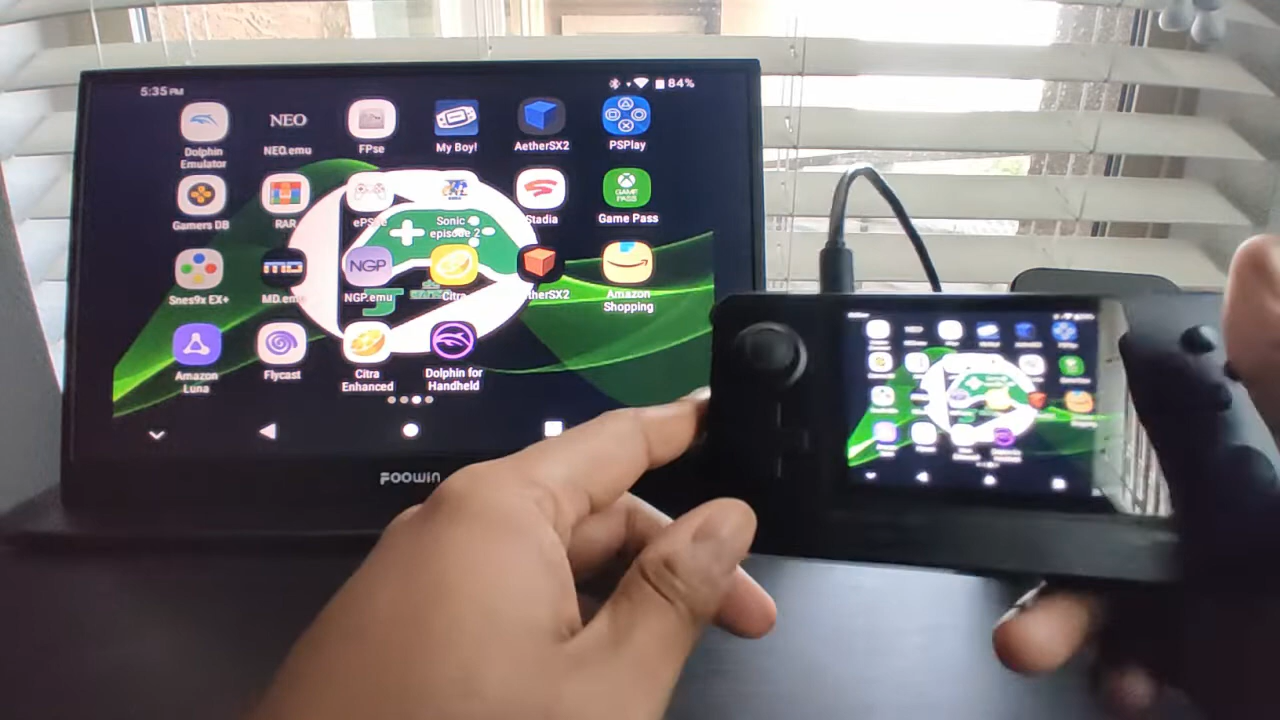 5:35 PM
84%
Dolphin
Emulator
NEO
NEO.emu
FPse
My Boy!
AetherSX2
PSPlay
Gamers DB
RAR
Sonic
episode 2
Stadia
GAME
PASS
Game Pass
Snes9x EX+
MD
MD.emu
NGP
NGP.emu
Citra
Amazon
Shopping
Amazon
Luna
Flycast
Citra
Enhanced
Dolphin for
Handheld
FOOWIN